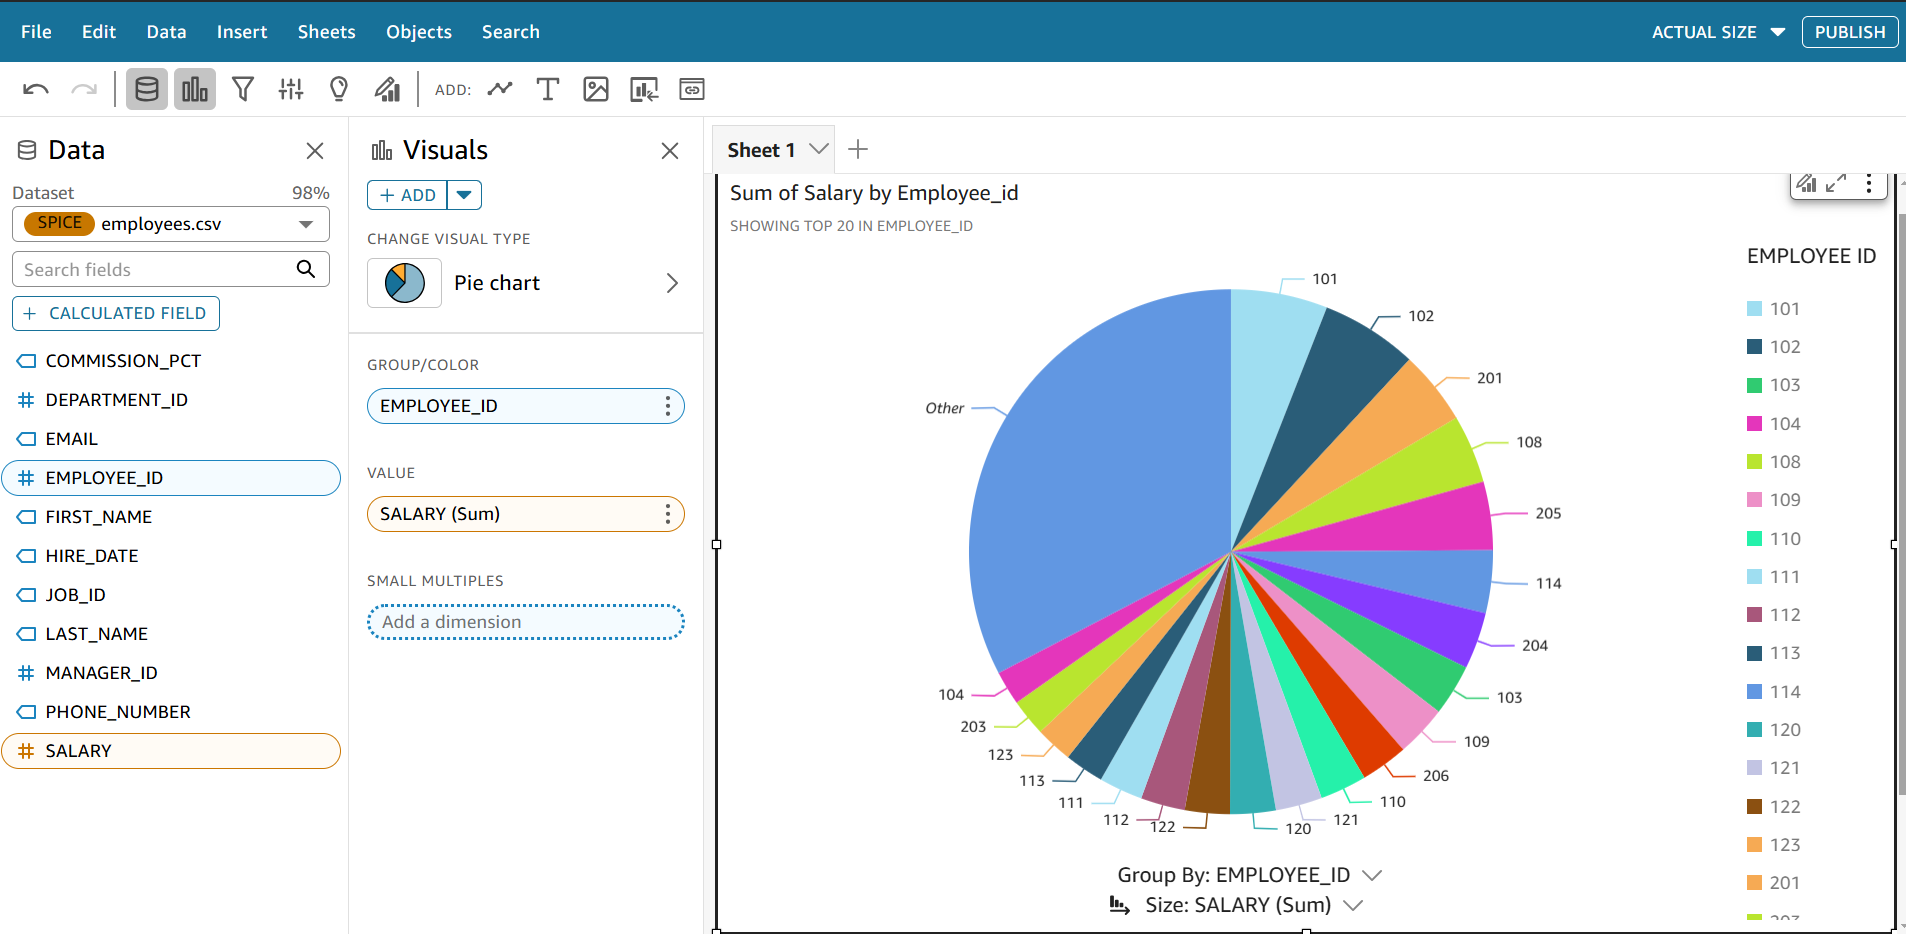 File Edit Data Insert Sheets Objects Search ACTUAL SIZE PUBLISH
ADD:
Data
Dataset 98%
SPICE employees.csv
Search fields
CALCULATED FIELD
COMMISSION_PCT
DEPARTMENT_ID
EMAIL
EMPLOYEE_ID
FIRST_NAME
HIRE_DATE
JOB_ID
LAST_NAME
MANAGER_ID
PHONE_NUMBER
SALARY
Visuals
+ ADD
CHANGE VISUAL TYPE
Pie chart
GROUP/COLOR
EMPLOYEE_ID
VALUE
SALARY (Sum)
SMALL MULTIPLES
Add a dimension
Sheet 1
Sum of Salary by Employee_id
SHOWING TOP 20 IN EMPLOYEE_ID
101
102
201
108
205
114
204
103
109
206
110
121
120
122
112
111
113
123
203
104
Other
Group By: EMPLOYEE_ID
Size: SALARY (Sum)
EMPLOYEE ID
101
102
103
104
108
109
110
111
112
113
114
120
121
122
123
201